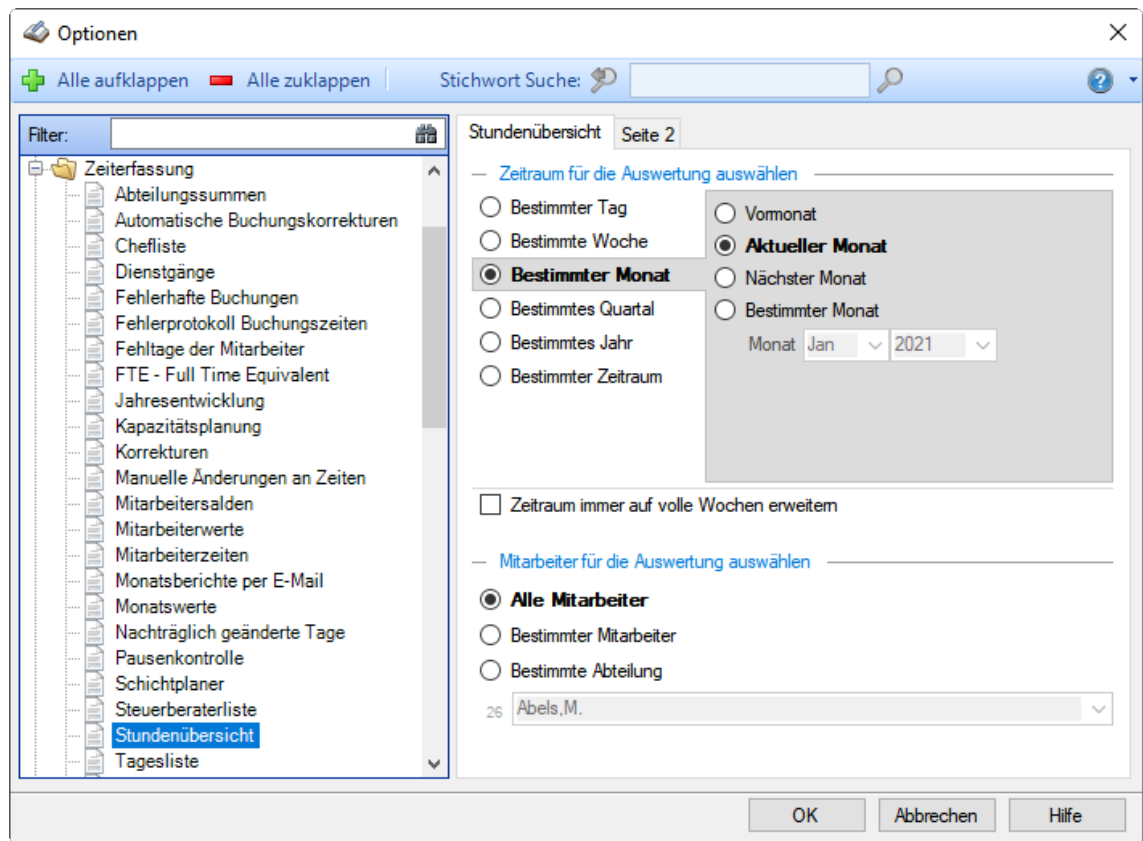 Optionen
Alle aufklappen Alle zuklappen Stichwort Suche:
Filter:
Zeiterfassung
Abteilungssummen
Automatische Buchungskorrekturen
Chefliste
Dienstgänge
Fehlerhafte Buchungen
Fehlerprotokoll Buchungszeiten
Fehltage der Mitarbeiter
FTE - Full Time Equivalent
Jahresentwicklung
Kapazitätsplanung
Korrekturen
Manuelle Änderungen an Zeiten
Mitarbeitersalden
Mitarbeiterwerte
Mitarbeiterzeiten
Monatsberichte per E-Mail
Monatswerte
Nachträglich geänderte Tage
Pausenkontrolle
Schichtplaner
Steuerberaterliste
Stundenübersicht
Tagesliste
Stundenübersicht Seite 2
Zeitraum für die Auswertung auswählen
Bestimmter Tag
Bestimmte Woche
Bestimmter Monat
Bestimmtes Quartal
Bestimmtes Jahr
Bestimmter Zeitraum
Vormonat
Aktueller Monat
Nächster Monat
Bestimmter Monat
Monat Jan 2021
Zeitraum immer auf volle Wochen erweitern
Mitarbeiter für die Auswertung auswählen
Alle Mitarbeiter
Bestimmter Mitarbeiter
Bestimmte Abteilung
26 Abels,M.
OK Abbrechen Hilfe